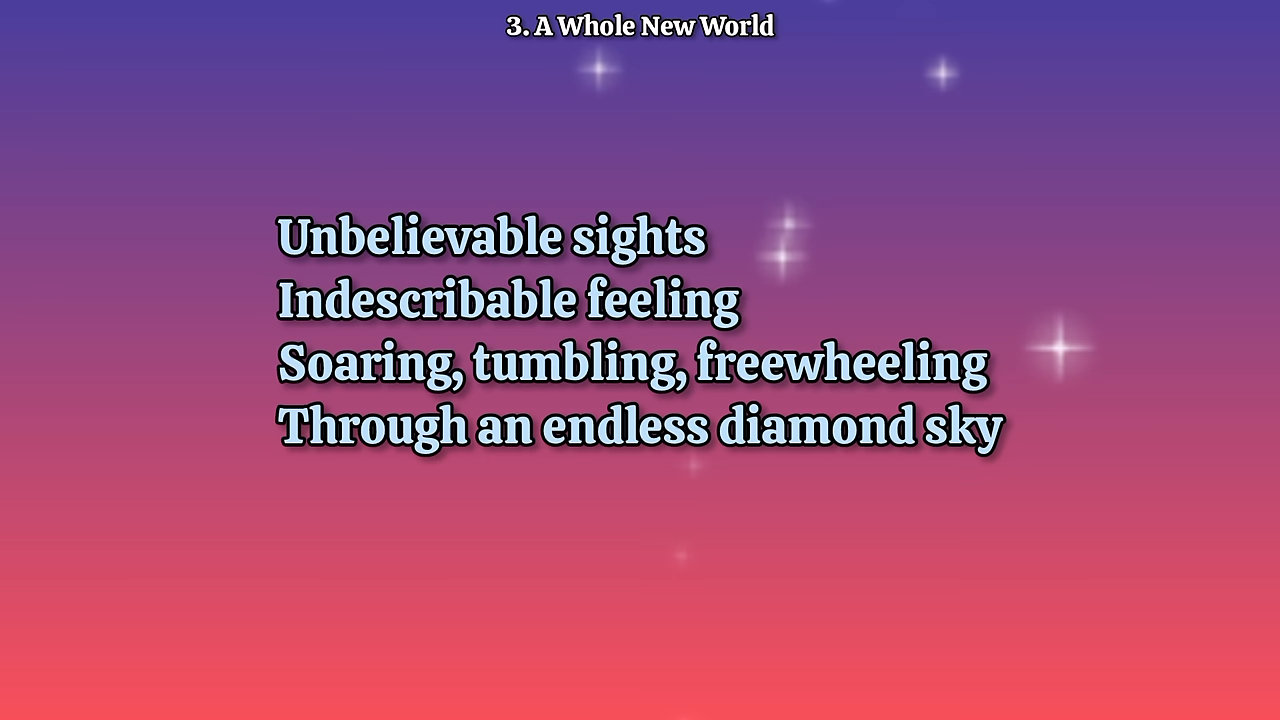 3. A Whole New World
Unbelievable sights
Indescribable feeling
Soaring, tumbling, freewheeling
Through an endless diamond sky